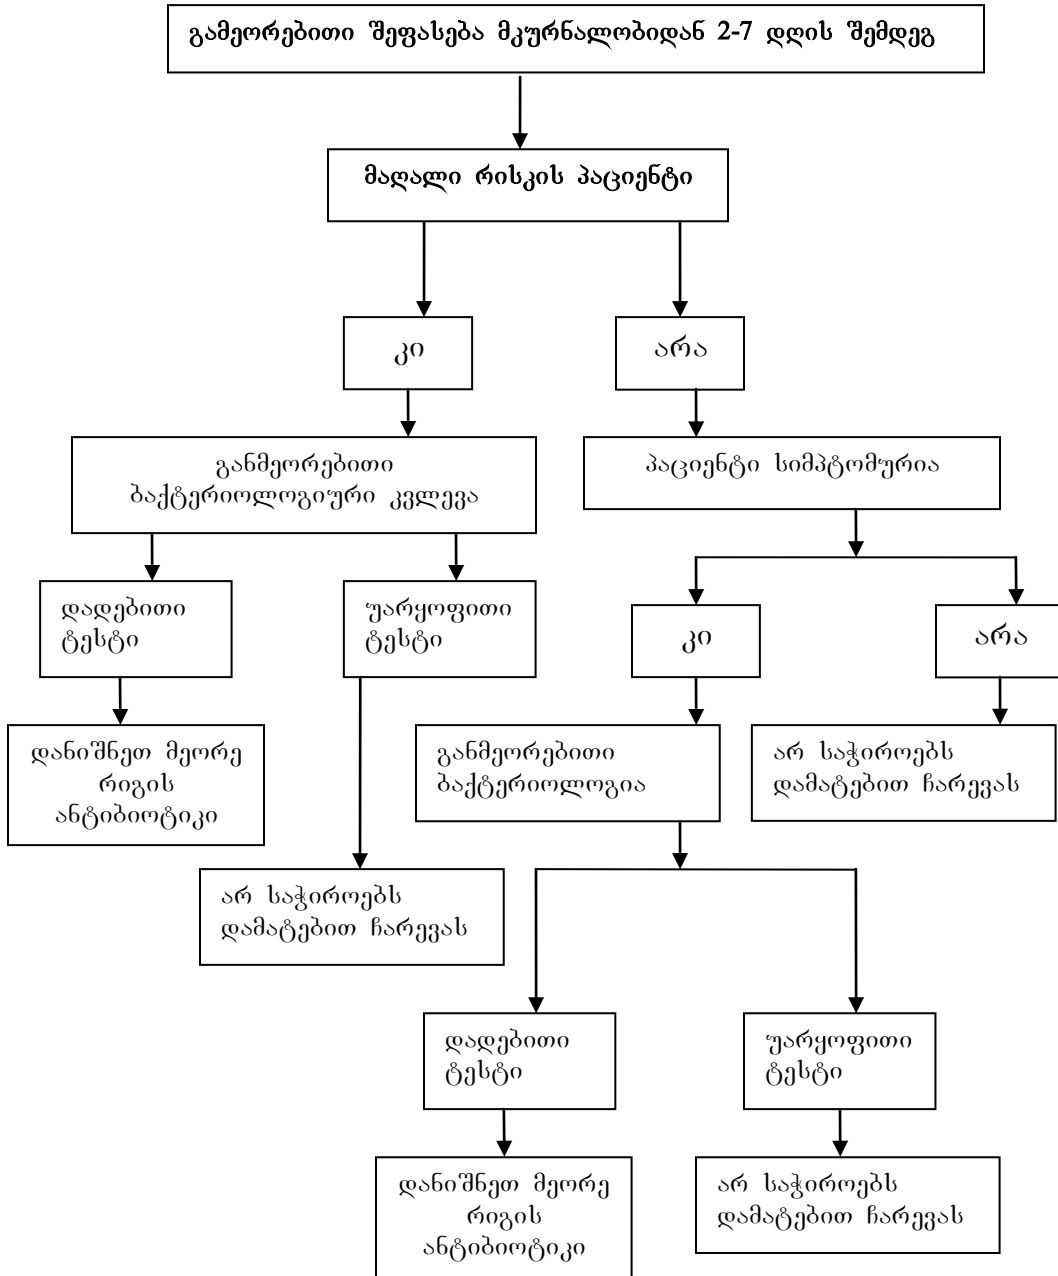 გამეორებითი შეფასება მკურნალობიდან 2-7 დღის შემდეგ
მაღალი რისკის პაციენტი
კი
არა
განმეორებითი
ბაქტერიოლოგიური კვლევა
პაციენტი სიმპტომურია
დადებითი
ტესტი
უარყოფითი
ტესტი
კი
არა
დანიშნეთ მეორე
რიგის
ანტიბიოტიკი
განმეორებითი
ბაქტერიოლოგია
არ საჭიროებს
დამატებით ჩარევას
არ საჭიროებს
დამატებით ჩარევას
დადებითი
ტესტი
უარყოფითი
ტესტი
დანიშნეთ მეორე
რიგის
ანტიბიოტიკი
არ საჭიროებს
დამატებით ჩარევას